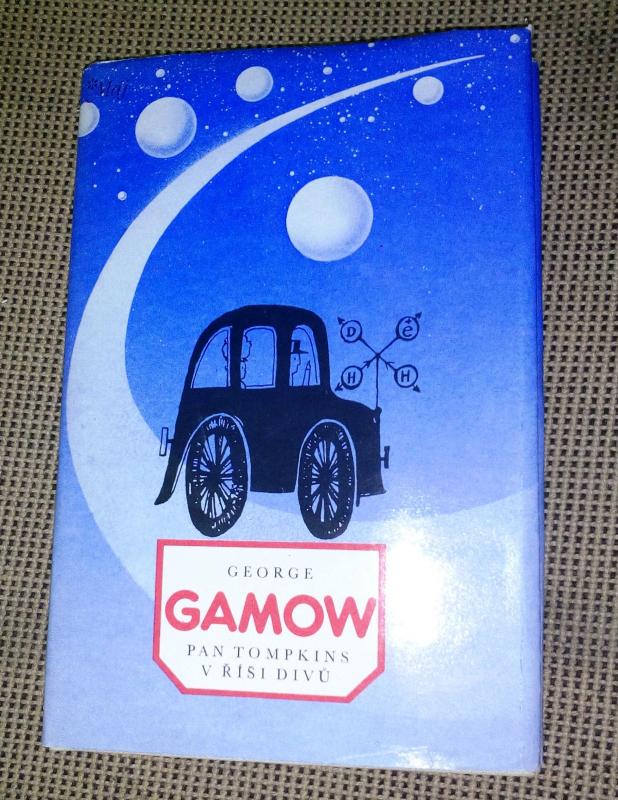 D ė
H H
GEORGE
GAMOW
PAN TOMPKINS
V ŘÍŠI DIVŮ